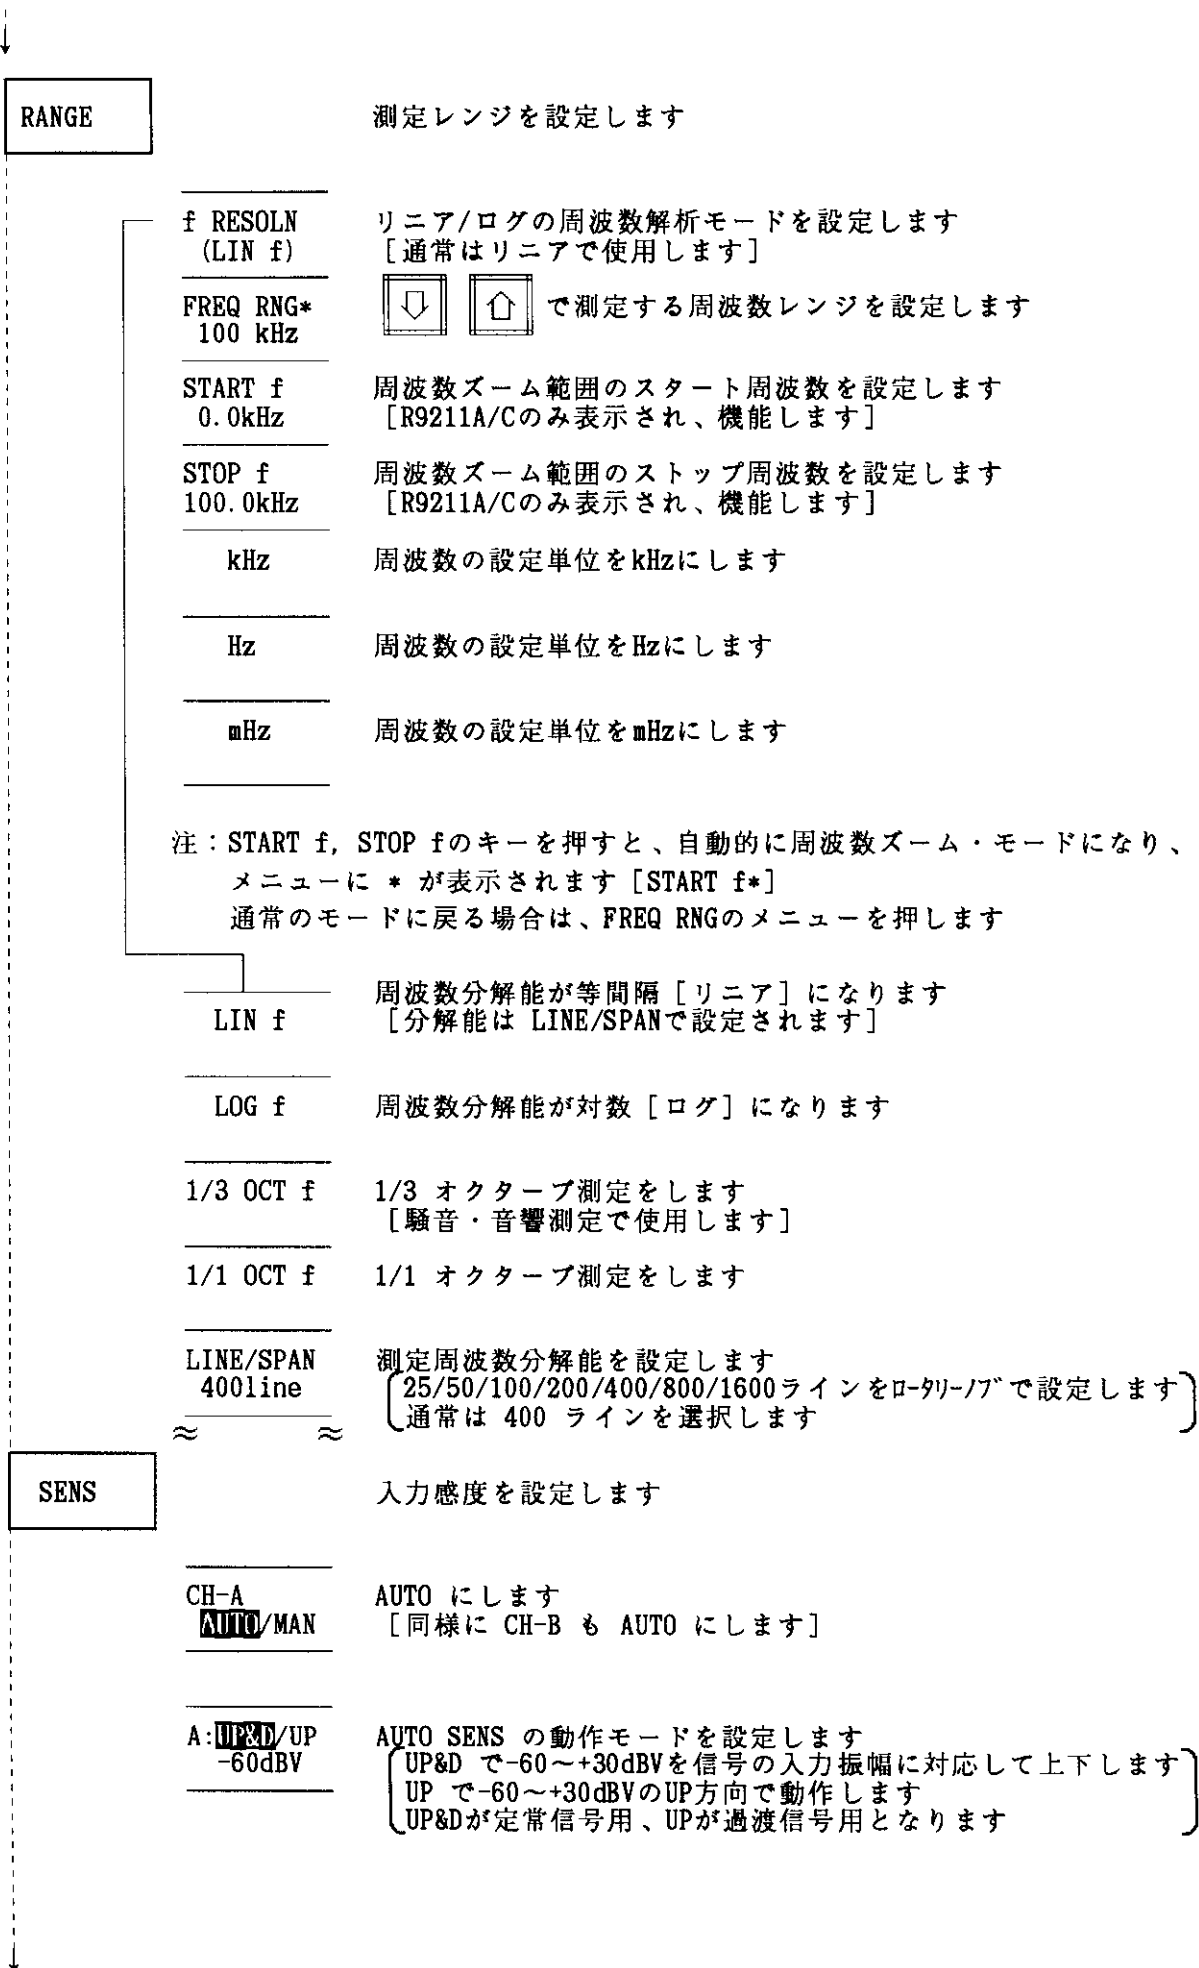 RANGE 測定レンジを設定します
f RESOLN リニア/ログの周波数解析モードを設定します
(LIN f) [通常はリニアで使用します]
FREQ RNG* ⇩ ⇧ で測定する周波数レンジを設定します
100 kHz
START f 周波数ズーム範囲のスタート周波数を設定します
0.0kHz [R9211A/Cのみ表示され、機能します]
STOP f 周波数ズーム範囲のストップ周波数を設定します
100.0kHz [R9211A/Cのみ表示され、機能します]
kHz 周波数の設定単位をkHzにします
Hz 周波数の設定単位をHzにします
mHz 周波数の設定単位をmHzにします
注：START f, STOP fのキーを押すと、自動的に周波数ズーム・モードになり、
メニューに * が表示されます [START f*]
通常のモードに戻る場合は、FREQ RNGのメニューを押します
周波数分解能が等間隔 [リニア] になります
LIN f [分解能は LINE/SPANで設定されます]
LOG f 周波数分解能が対数 [ログ] になります
1/3 OCT f 1/3 オクターブ測定をします
[騒音・音響測定で使用します]
1/1 OCT f 1/1 オクターブ測定をします
LINE/SPAN 測定周波数分解能を設定します
400line 25/50/100/200/400/800/1600ラインをﾛｰﾀﾘｰﾉﾌﾞで設定します
通常は 400 ラインを選択します
≈ ≈
SENS 入力感度を設定します
CH-A AUTO にします
AUTO/MAN [同様に CH-B も AUTO にします]
A:UP&D/UP AUTO SENS の動作モードを設定します
-60dBV UP&D で-60～+30dBVを信号の入力振幅に対応して上下します
UP で-60～+30dBVのUP方向で動作します
UP&Dが定常信号用、UPが過渡信号用となります